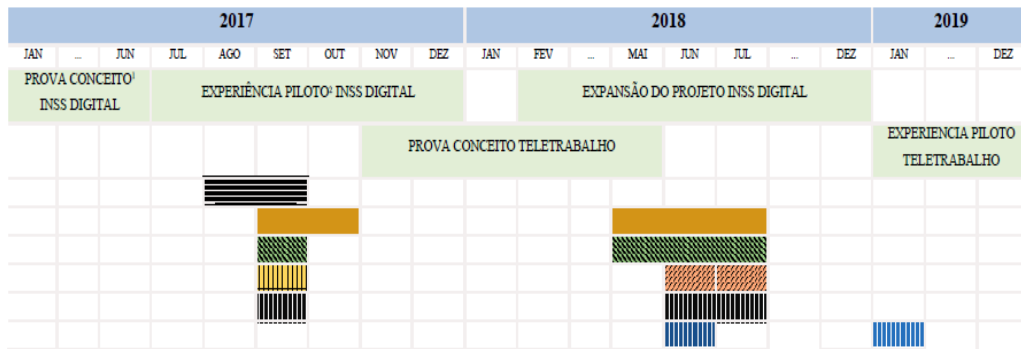 2017 2018 2019
JAN ... JUN JUL AGO SET OUT NOV DEZ JAN FEV ... MAI JUN JUL ... DEZ JAN ... DEZ
PROVA CONCEITO¹
INSS DIGITAL
EXPERIÊNCIA PILOTO² INSS DIGITAL
EXPANSÃO DO PROJETO INSS DIGITAL
PROVA CONCEITO TELETRABALHO
EXPERIENCIA PILOTO
TELETRABALHO